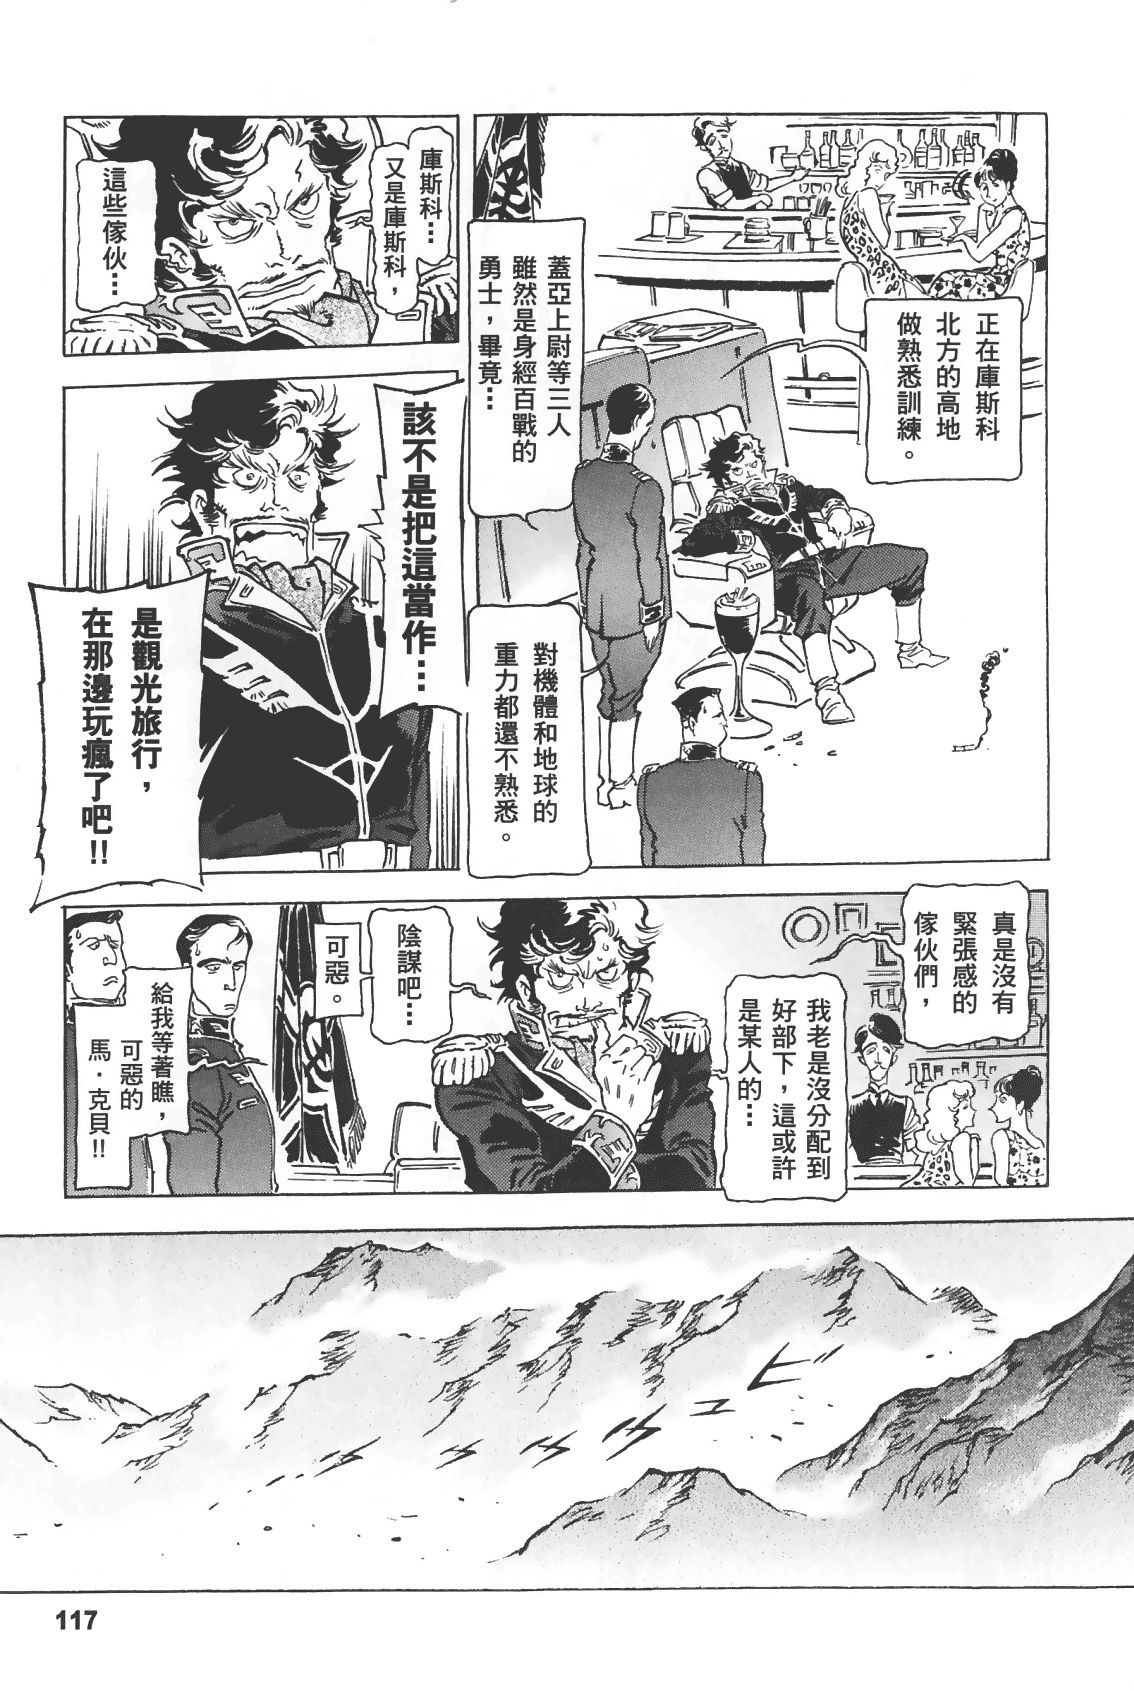 正在庫斯科
北方的高地
做熟悉訓練。
蓋亞上尉等三人
雖然是身經百戰的
勇士，畢竟…
對機體和地球的
重力都還不熟悉。
庫斯科…
又是庫斯科，
這些傢伙…
該不是把這當作…
是觀光旅行，
在那邊玩瘋了吧!!
真是沒有
緊張感的
傢伙們，
我老是沒分配到
好部下，這或許
是某人的…
陰謀吧…
可惡。
給我等著瞧，
可惡的
馬・克貝!!
ビュ
117